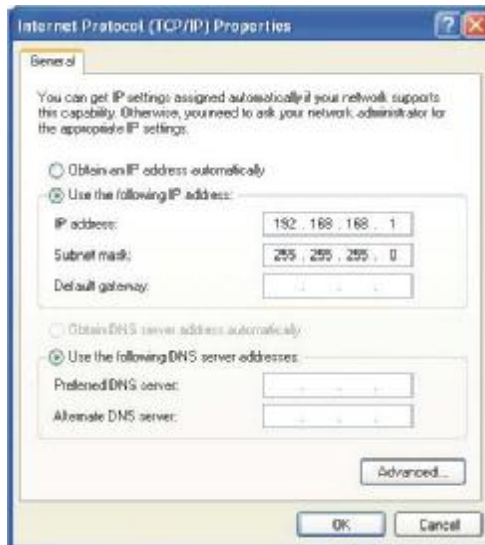 Internet Protocol (TCP/IP) Properties
General
You can get IP settings assigned automatically if your network supports
this capability. Otherwise, you need to ask your network administrator for
the appropriate IP settings.
Obtain an IP address automatically
Use the following IP address:
IP address: 192 . 168 . 168 . 1
Subnet mask: 255 . 255 . 255 . 0
Default gateway: . . .
Obtain DNS server address automatically
Use the following DNS server addresses:
Preferred DNS server: . . .
Alternate DNS server: . . .
Advanced...
OK Cancel